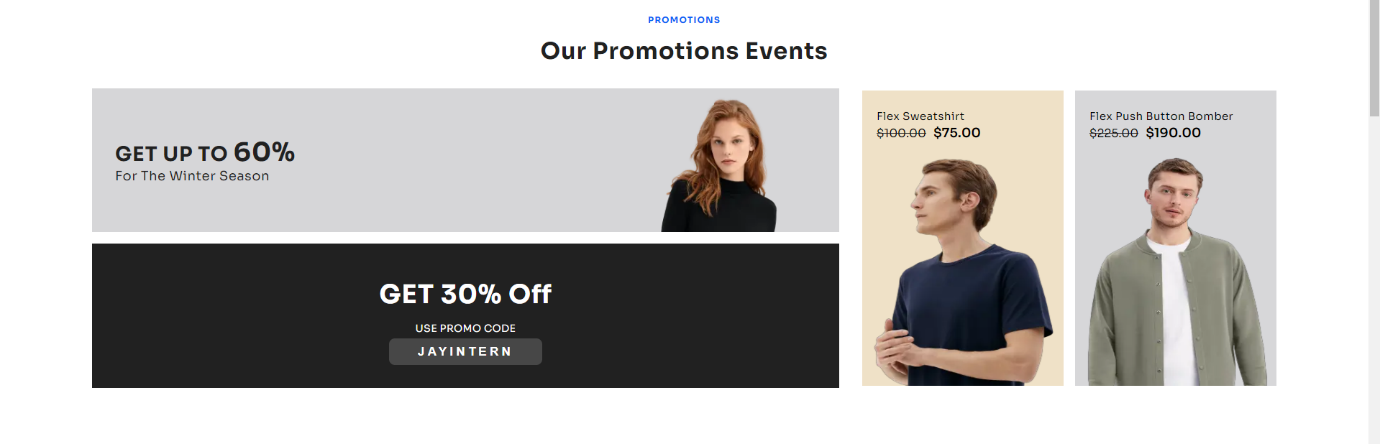 PROMOTIONS
Our Promotions Events
GET UP TO 60%
For The Winter Season
GET 30% Off
USE PROMO CODE
JAYINTERN
Flex Sweatshirt
$100.00 $75.00
Flex Push Button Bomber
$225.00 $190.00